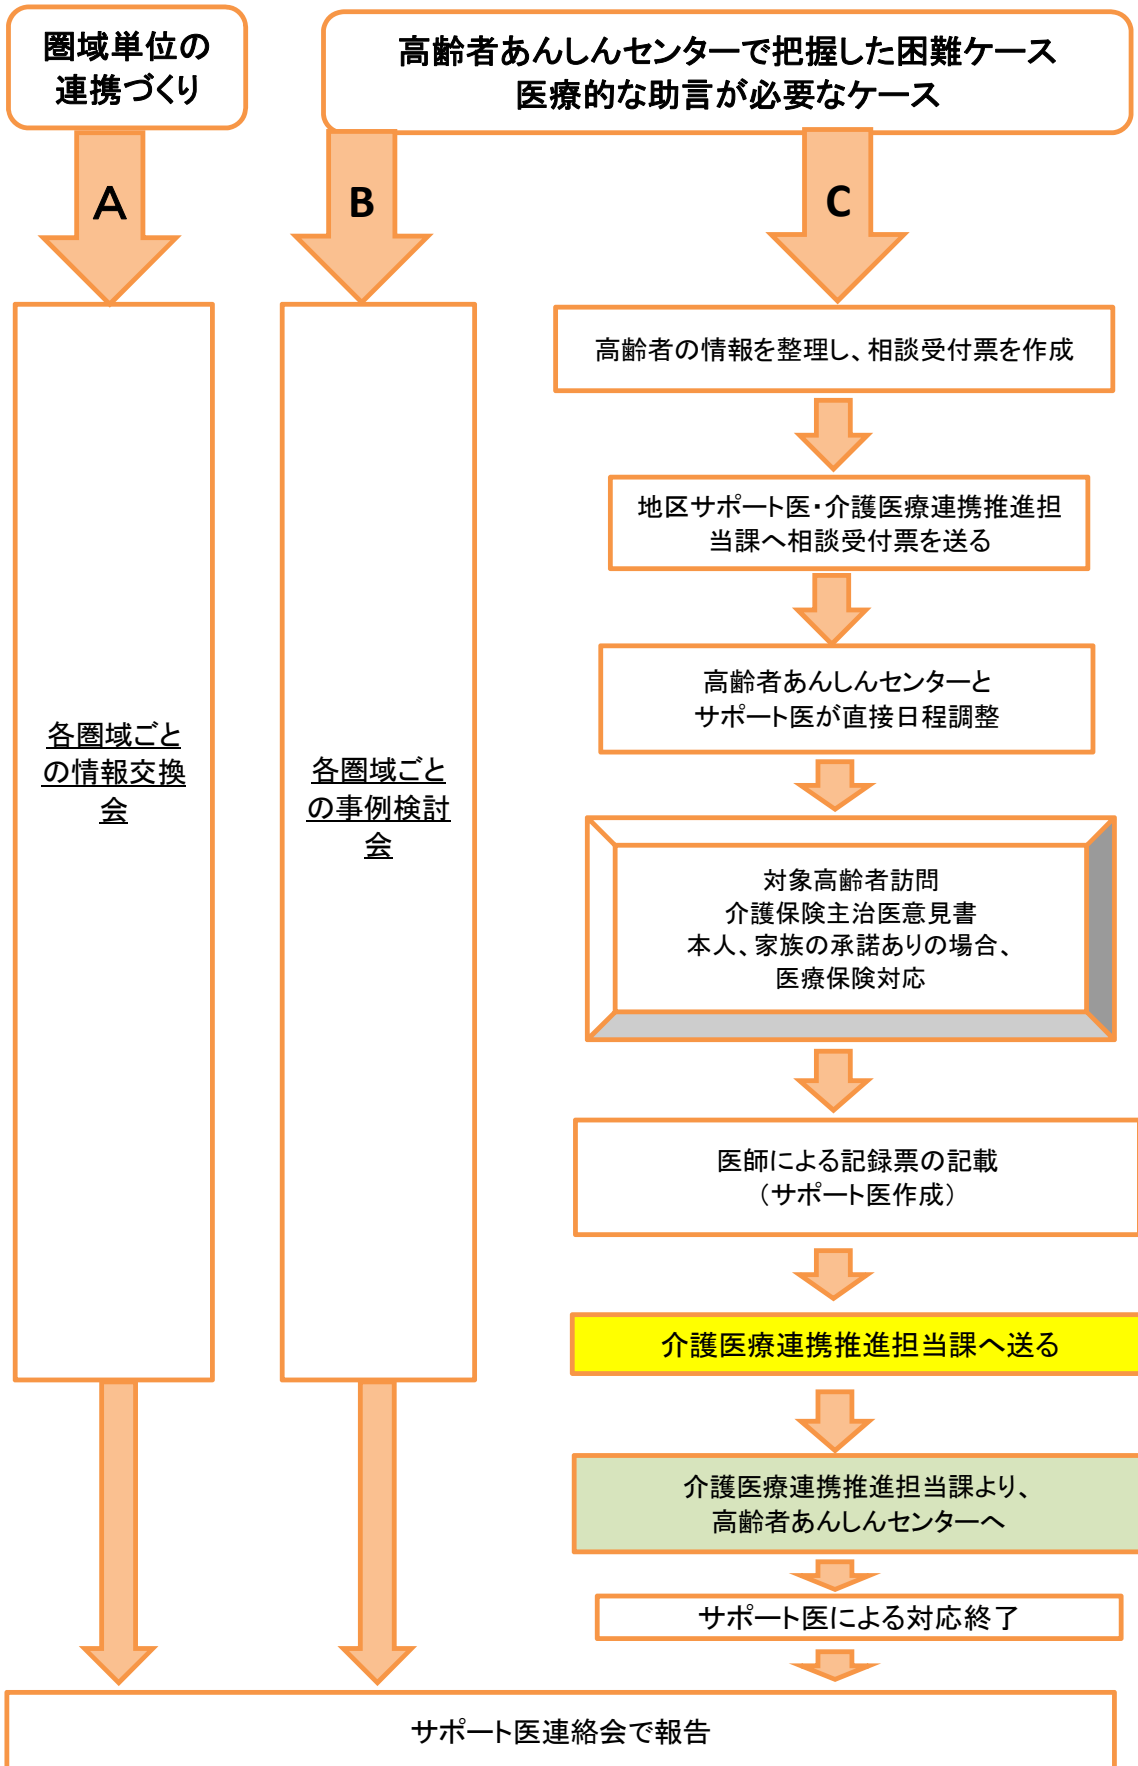 圏域単位の
連携づくり
高齢者あんしんセンターで把握した困難ケース
医療的な助言が必要なケース
A
B
C
各圏域ごと
の情報交換
会
各圏域ごと
の事例検討
会
高齢者の情報を整理し、相談受付票を作成
地区サポート医・介護医療連携推進担
当課へ相談受付票を送る
高齢者あんしんセンターと
サポート医が直接日程調整
対象高齢者訪問
介護保険主治医意見書
本人、家族の承諾ありの場合、
医療保険対応
医師による記録票の記載
（サポート医作成）
介護医療連携推進担当課へ送る
介護医療連携推進担当課より、
高齢者あんしんセンターへ
サポート医による対応終了
サポート医連絡会で報告